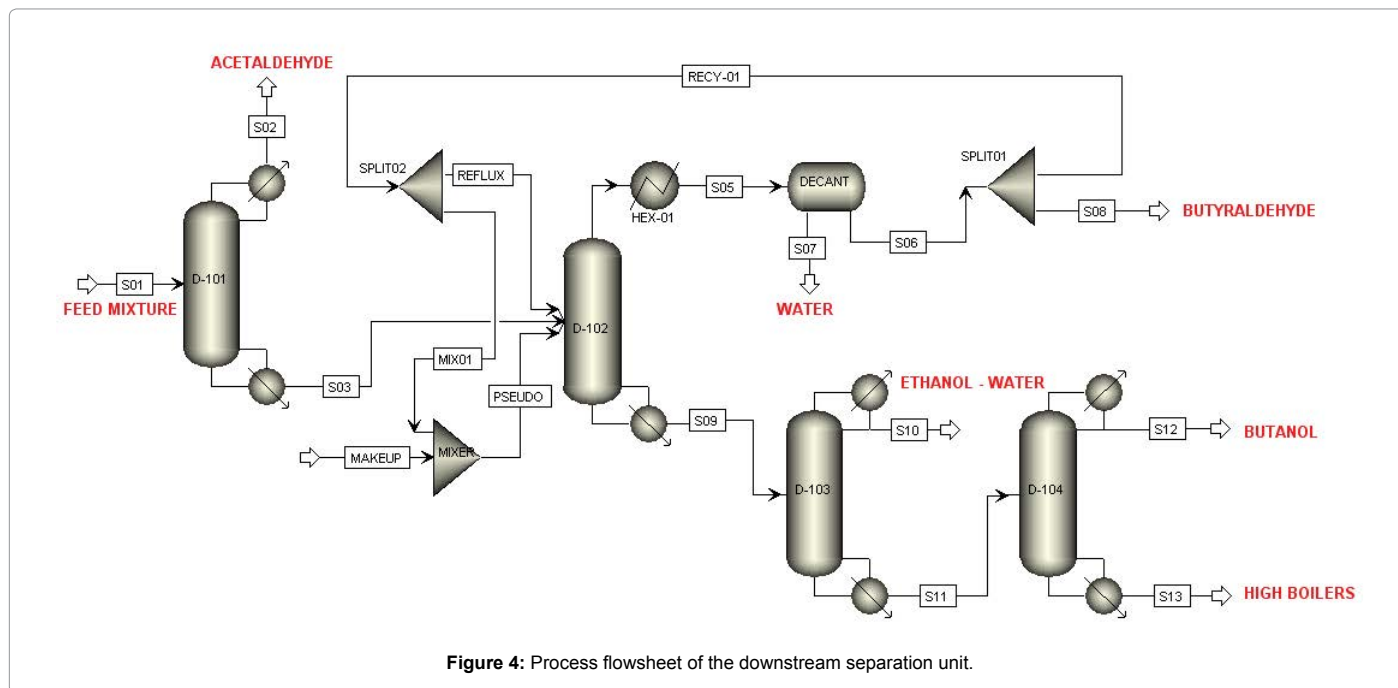 ACETALDEHYDE
RECY-01
S02
SPLIT02
REFLUX
SPLIT01
S05
DECANT
HEX-01
S08
BUTYRALDEHYDE
S07
S06
WATER
D-101
S01
FEED MIXTURE
D-102
MIX01
S03
PSEUDO
ETHANOL - WATER
S09
S10
S12
BUTANOL
MAKEUP
MIXER
D-103
D-104
S11
S13
HIGH BOILERS
Figure 4: Process flowsheet of the downstream separation unit.